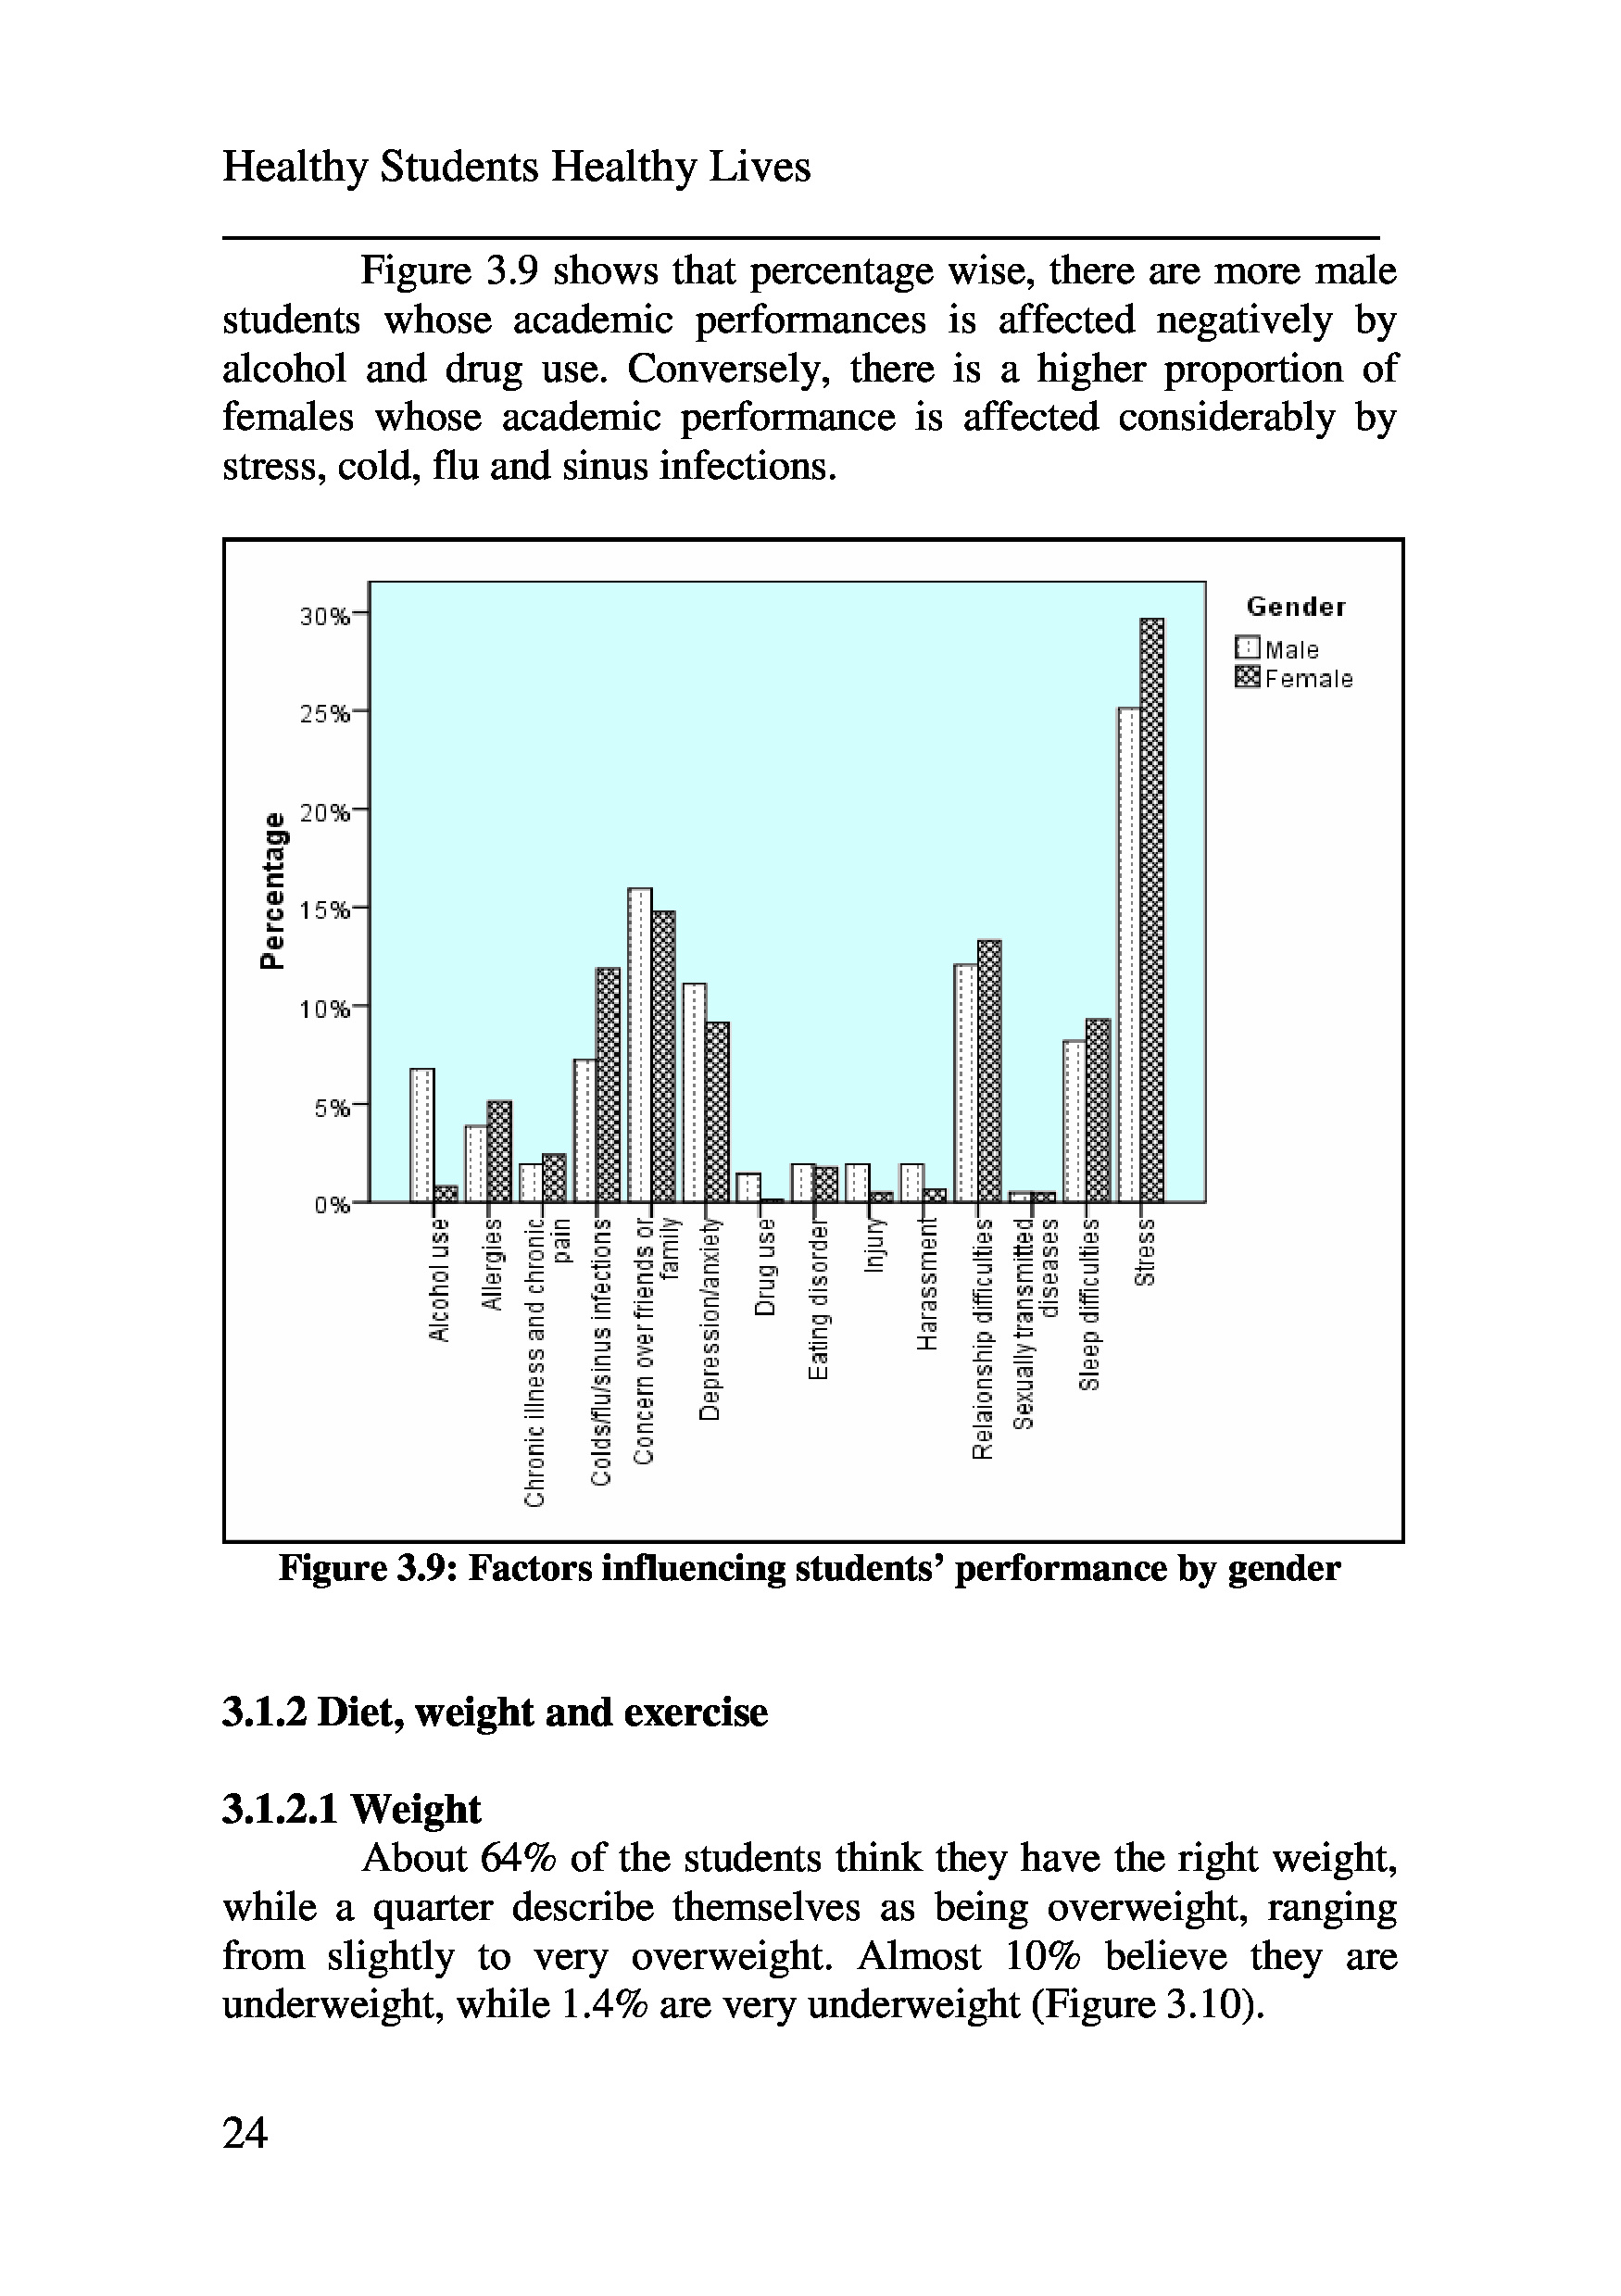 Healthy Students Healthy Lives
Figure 3.9 shows that percentage wise, there are more male
students whose academic performances is affected negatively by
alcohol and drug use. Conversely, there is a higher proportion of
females whose academic performance is affected considerably by
stress, cold, flu and sinus infections.
30%
25%
20%
15%
10%
5%
0%
Percentage
Gender
Male
Female
Alcohol use
Allergies
Chronic illness and chronic
pain
Colds/flu/sinus infections
Concern over friends or
family
Depression/anxiety
Drug use
Eating disorder
Injury
Harassment
Relaionship difficulties
Sexually transmitted
diseases
Sleep difficulties
Stress
Figure 3.9: Factors influencing students’ performance by gender
3.1.2 Diet, weight and exercise
3.1.2.1 Weight
About 64% of the students think they have the right weight,
while a quarter describe themselves as being overweight, ranging
from slightly to very overweight. Almost 10% believe they are
underweight, while 1.4% are very underweight (Figure 3.10).
24